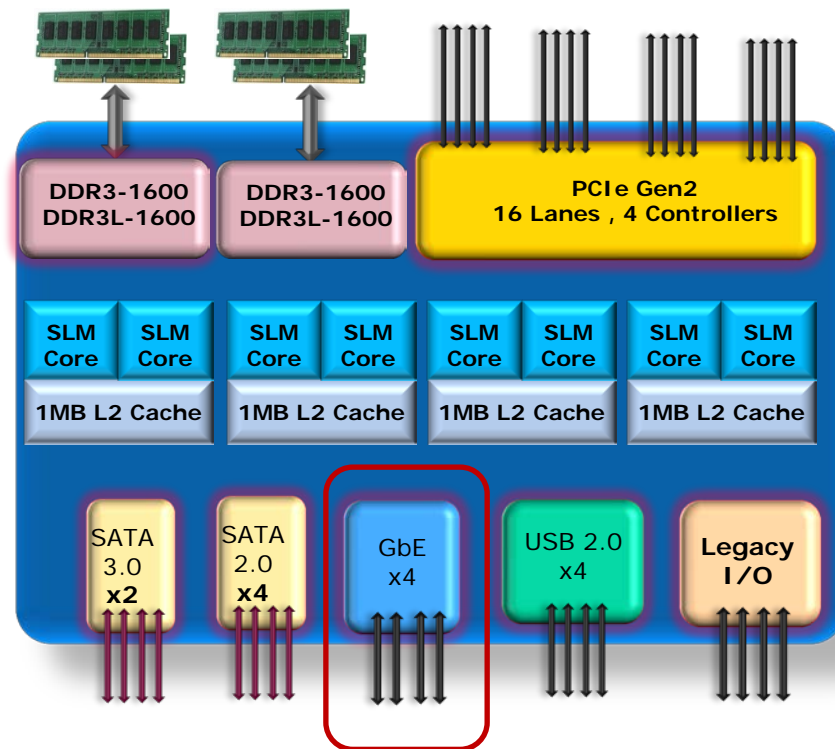 DDR3-1600
DDR3L-1600
DDR3-1600
DDR3L-1600
PCIe Gen2
16 Lanes , 4 Controllers
SLM
Core
SLM
Core
SLM
Core
SLM
Core
SLM
Core
SLM
Core
SLM
Core
SLM
Core
1MB L2 Cache
1MB L2 Cache
1MB L2 Cache
1MB L2 Cache
SATA
3.0
x2
SATA
2.0
x4
GbE
x4
USB 2.0
x4
Legacy
I/O